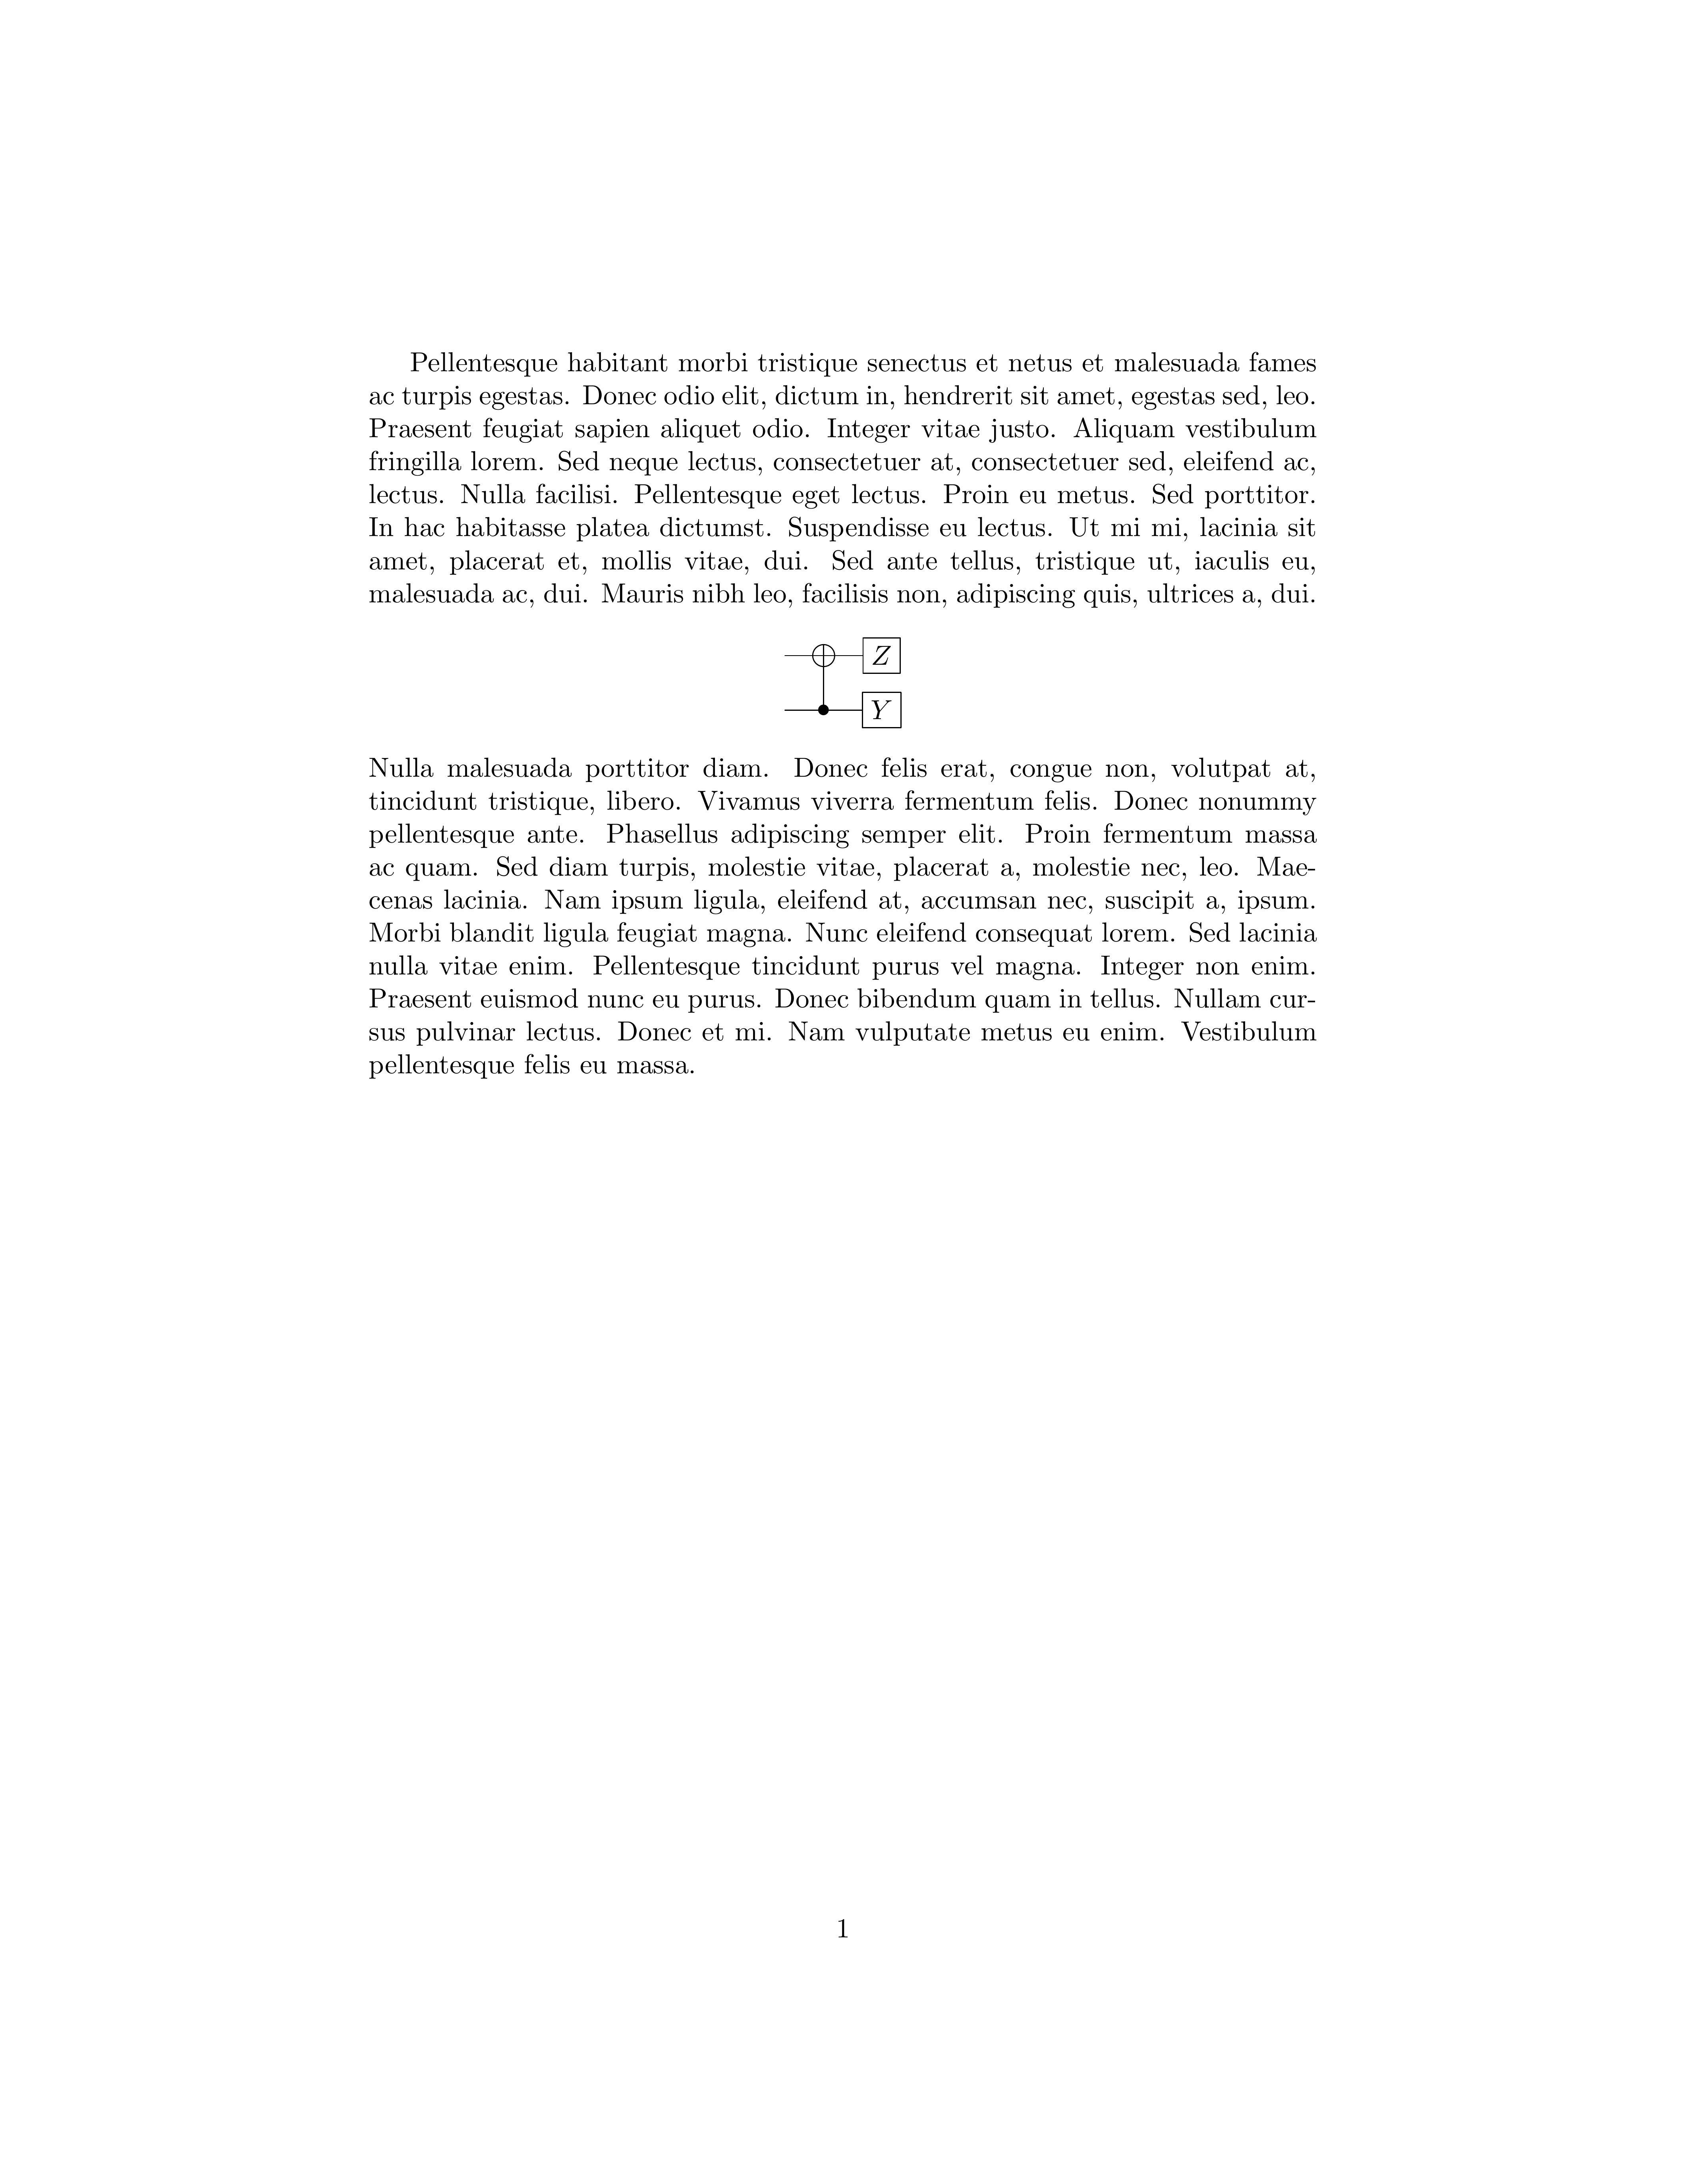 Pellentesque habitant morbi tristique senectus et netus et malesuada fames
ac turpis egestas. Donec odio elit, dictum in, hendrerit sit amet, egestas sed, leo.
Praesent feugiat sapien aliquet odio. Integer vitae justo. Aliquam vestibulum
fringilla lorem. Sed neque lectus, consectetuer at, consectetuer sed, eleifend ac,
lectus. Nulla facilisi. Pellentesque eget lectus. Proin eu metus. Sed porttitor.
In hac habitasse platea dictumst. Suspendisse eu lectus. Ut mi mi, lacinia sit
amet, placerat et, mollis vitae, dui. Sed ante tellus, tristique ut, iaculis eu,
malesuada ac, dui. Mauris nibh leo, facilisis non, adipiscing quis, ultrices a, dui.
Z
Y
Nulla malesuada porttitor diam. Donec felis erat, congue non, volutpat at,
tincidunt tristique, libero. Vivamus viverra fermentum felis. Donec nonummy
pellentesque ante. Phasellus adipiscing semper elit. Proin fermentum massa
ac quam. Sed diam turpis, molestie vitae, placerat a, molestie nec, leo. Mae-
cenas lacinia. Nam ipsum ligula, eleifend at, accumsan nec, suscipit a, ipsum.
Morbi blandit ligula feugiat magna. Nunc eleifend consequat lorem. Sed lacinia
nulla vitae enim. Pellentesque tincidunt purus vel magna. Integer non enim.
Praesent euismod nunc eu purus. Donec bibendum quam in tellus. Nullam cur-
sus pulvinar lectus. Donec et mi. Nam vulputate metus eu enim. Vestibulum
pellentesque felis eu massa.
1